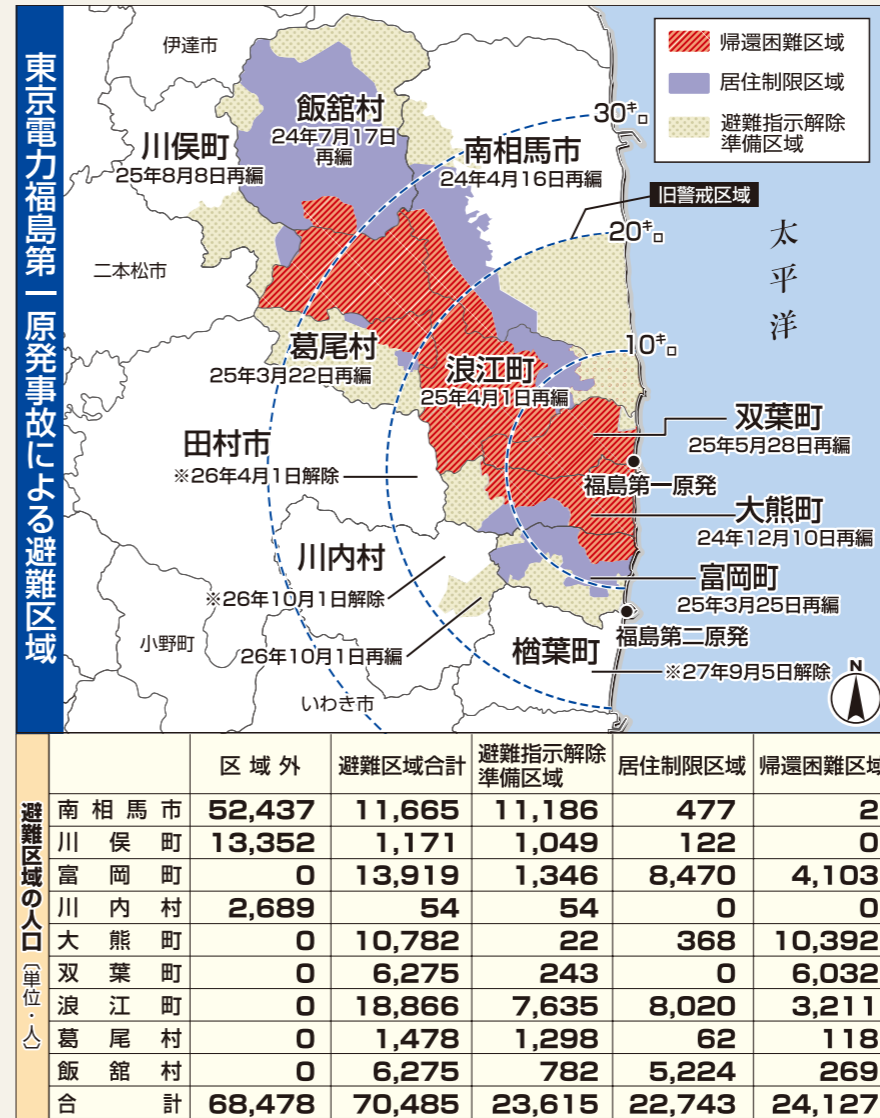 東京電力福島第一原発事故による避難区域
帰還困難区域
居住制限区域
避難指示解除
準備区域
伊達市
飯舘村
24年7月17日
再編
川俣町
25年8月8日再編
南相馬市
24年4月16日再編
30キロ
旧警戒区域
20キロ
太平洋
二本松市
10キロ
葛尾村
25年3月22日再編
浪江町
25年4月1日再編
双葉町
25年5月28日再編
田村市
※26年4月1日解除
福島第一原発
大熊町
24年12月10日再編
川内村
※26年10月1日解除
富岡町
25年3月25日再編
福島第二原発
小野町
26年10月1日再編
楢葉町
※27年9月5日解除
いわき市
N
避難区域の人口〔単位・人〕
区域外 避難区域合計 避難指示解除準備区域 居住制限区域 帰還困難区域
南相馬市 52,437 11,665 11,186 477 2
川俣町 13,352 1,171 1,049 122 0
富岡町 0 13,919 1,346 8,470 4,103
川内村 2,689 54 54 0 0
大熊町 0 10,782 22 368 10,392
双葉町 0 6,275 243 0 6,032
浪江町 0 18,866 7,635 8,020 3,211
葛尾村 0 1,478 1,298 62 118
飯舘村 0 6,275 782 5,224 269
合計 68,478 70,485 23,615 22,743 24,127